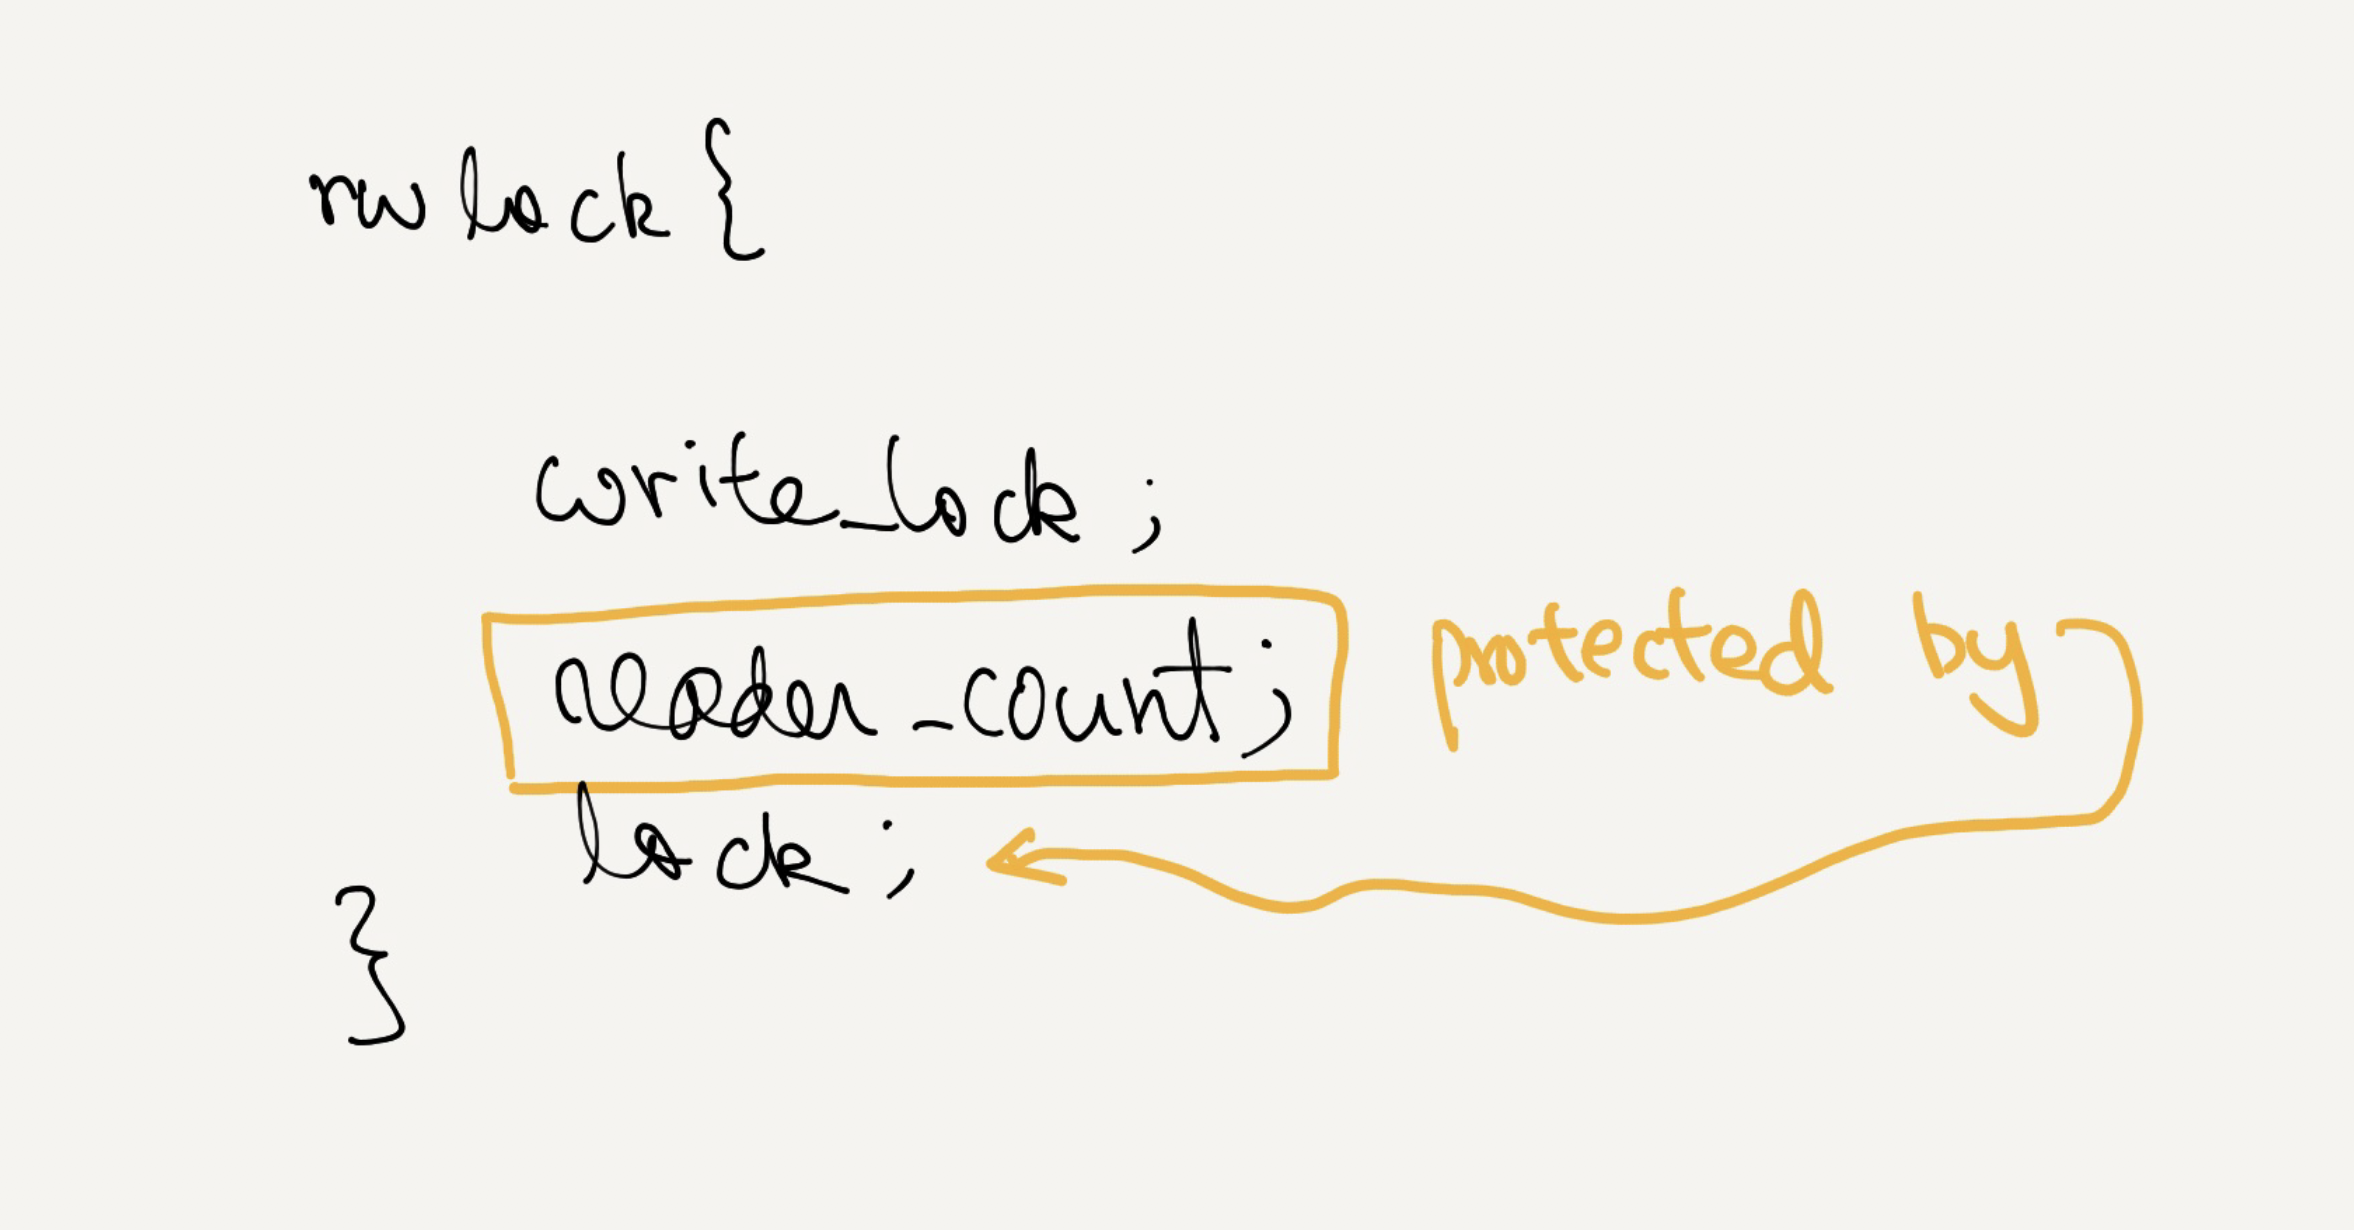 rwlock {
write_lock ;
reader_count ;
protected by
lock ;
}